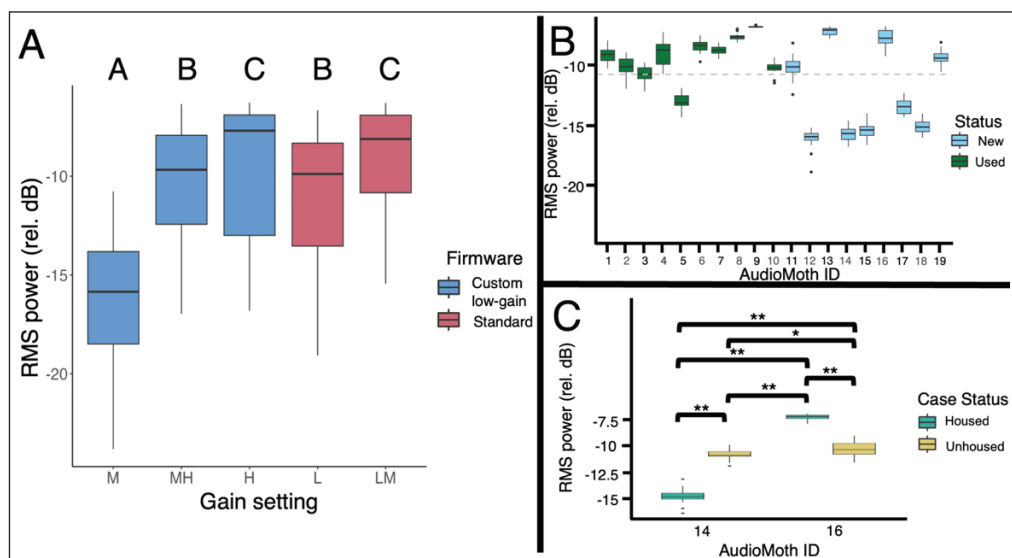 A
A B C B C
RMS power (rel. dB)
-10
-15
-20
M MH H L LM
Gain setting
Firmware
Custom
low-gain
Standard
B
RMS power (rel. dB)
-10
-15
-20
1 2 3 4 5 6 7 8 9 10 11 12 13 14 15 16 17 18 19
AudioMoth ID
Status
New
Used
C
RMS power (rel. dB)
-7.5
-10
-12.5
-15
**
*
**
**
**
**
14 16
AudioMoth ID
Case Status
Housed
Unhoused